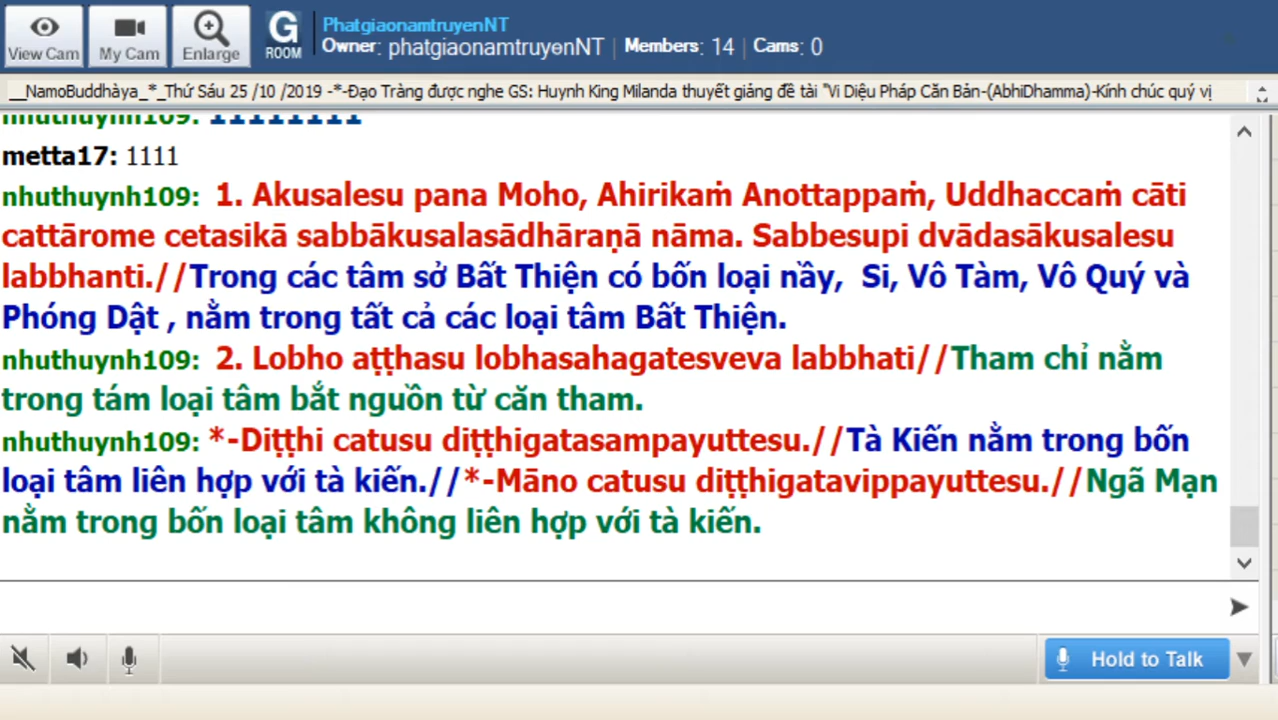 PhatgiaonamtruyenNT
View Cam My Cam Enlarge G ROOM Owner: phatgiaonamtruyenNT | Members: 14 | Cams: 0
__NamoBuddhàya_*_Thứ Sáu 25 /10 /2019 -*-Đạo Tràng được nghe GS: Huynh King Milanda thuyết giảng đề tài "Vi Diệu Pháp Căn Bản-(AbhiDhamma)-Kính chúc quý vị
nhuthuynh109: 11111111
metta17: 1111
nhuthuynh109: 1. Akusalesu pana Moho, Ahirikaṁ Anottappaṁ, Uddhaccaṁ cāti
cattārome cetasikā sabbākusalasādhāraṇā nāma. Sabbesupi dvādasākusalesu
labbhanti.//Trong các tâm sở Bất Thiện có bốn loại nầy, Si, Vô Tàm, Vô Quý và
Phóng Dật , nằm trong tất cả các loại tâm Bất Thiện.
nhuthuynh109: 2. Lobho aṭṭhasu lobhasahagatesveva labbhati//Tham chỉ nằm
trong tám loại tâm bắt nguồn từ căn tham.
nhuthuynh109: *-Diṭṭhi catusu diṭṭhigatasampayuttesu.//Tà Kiến nằm trong bốn
loại tâm liên hợp với tà kiến.//*-Māno catusu diṭṭhigatavippayuttesu.//Ngã Mạn
nằm trong bốn loại tâm không liên hợp với tà kiến.
Hold to Talk